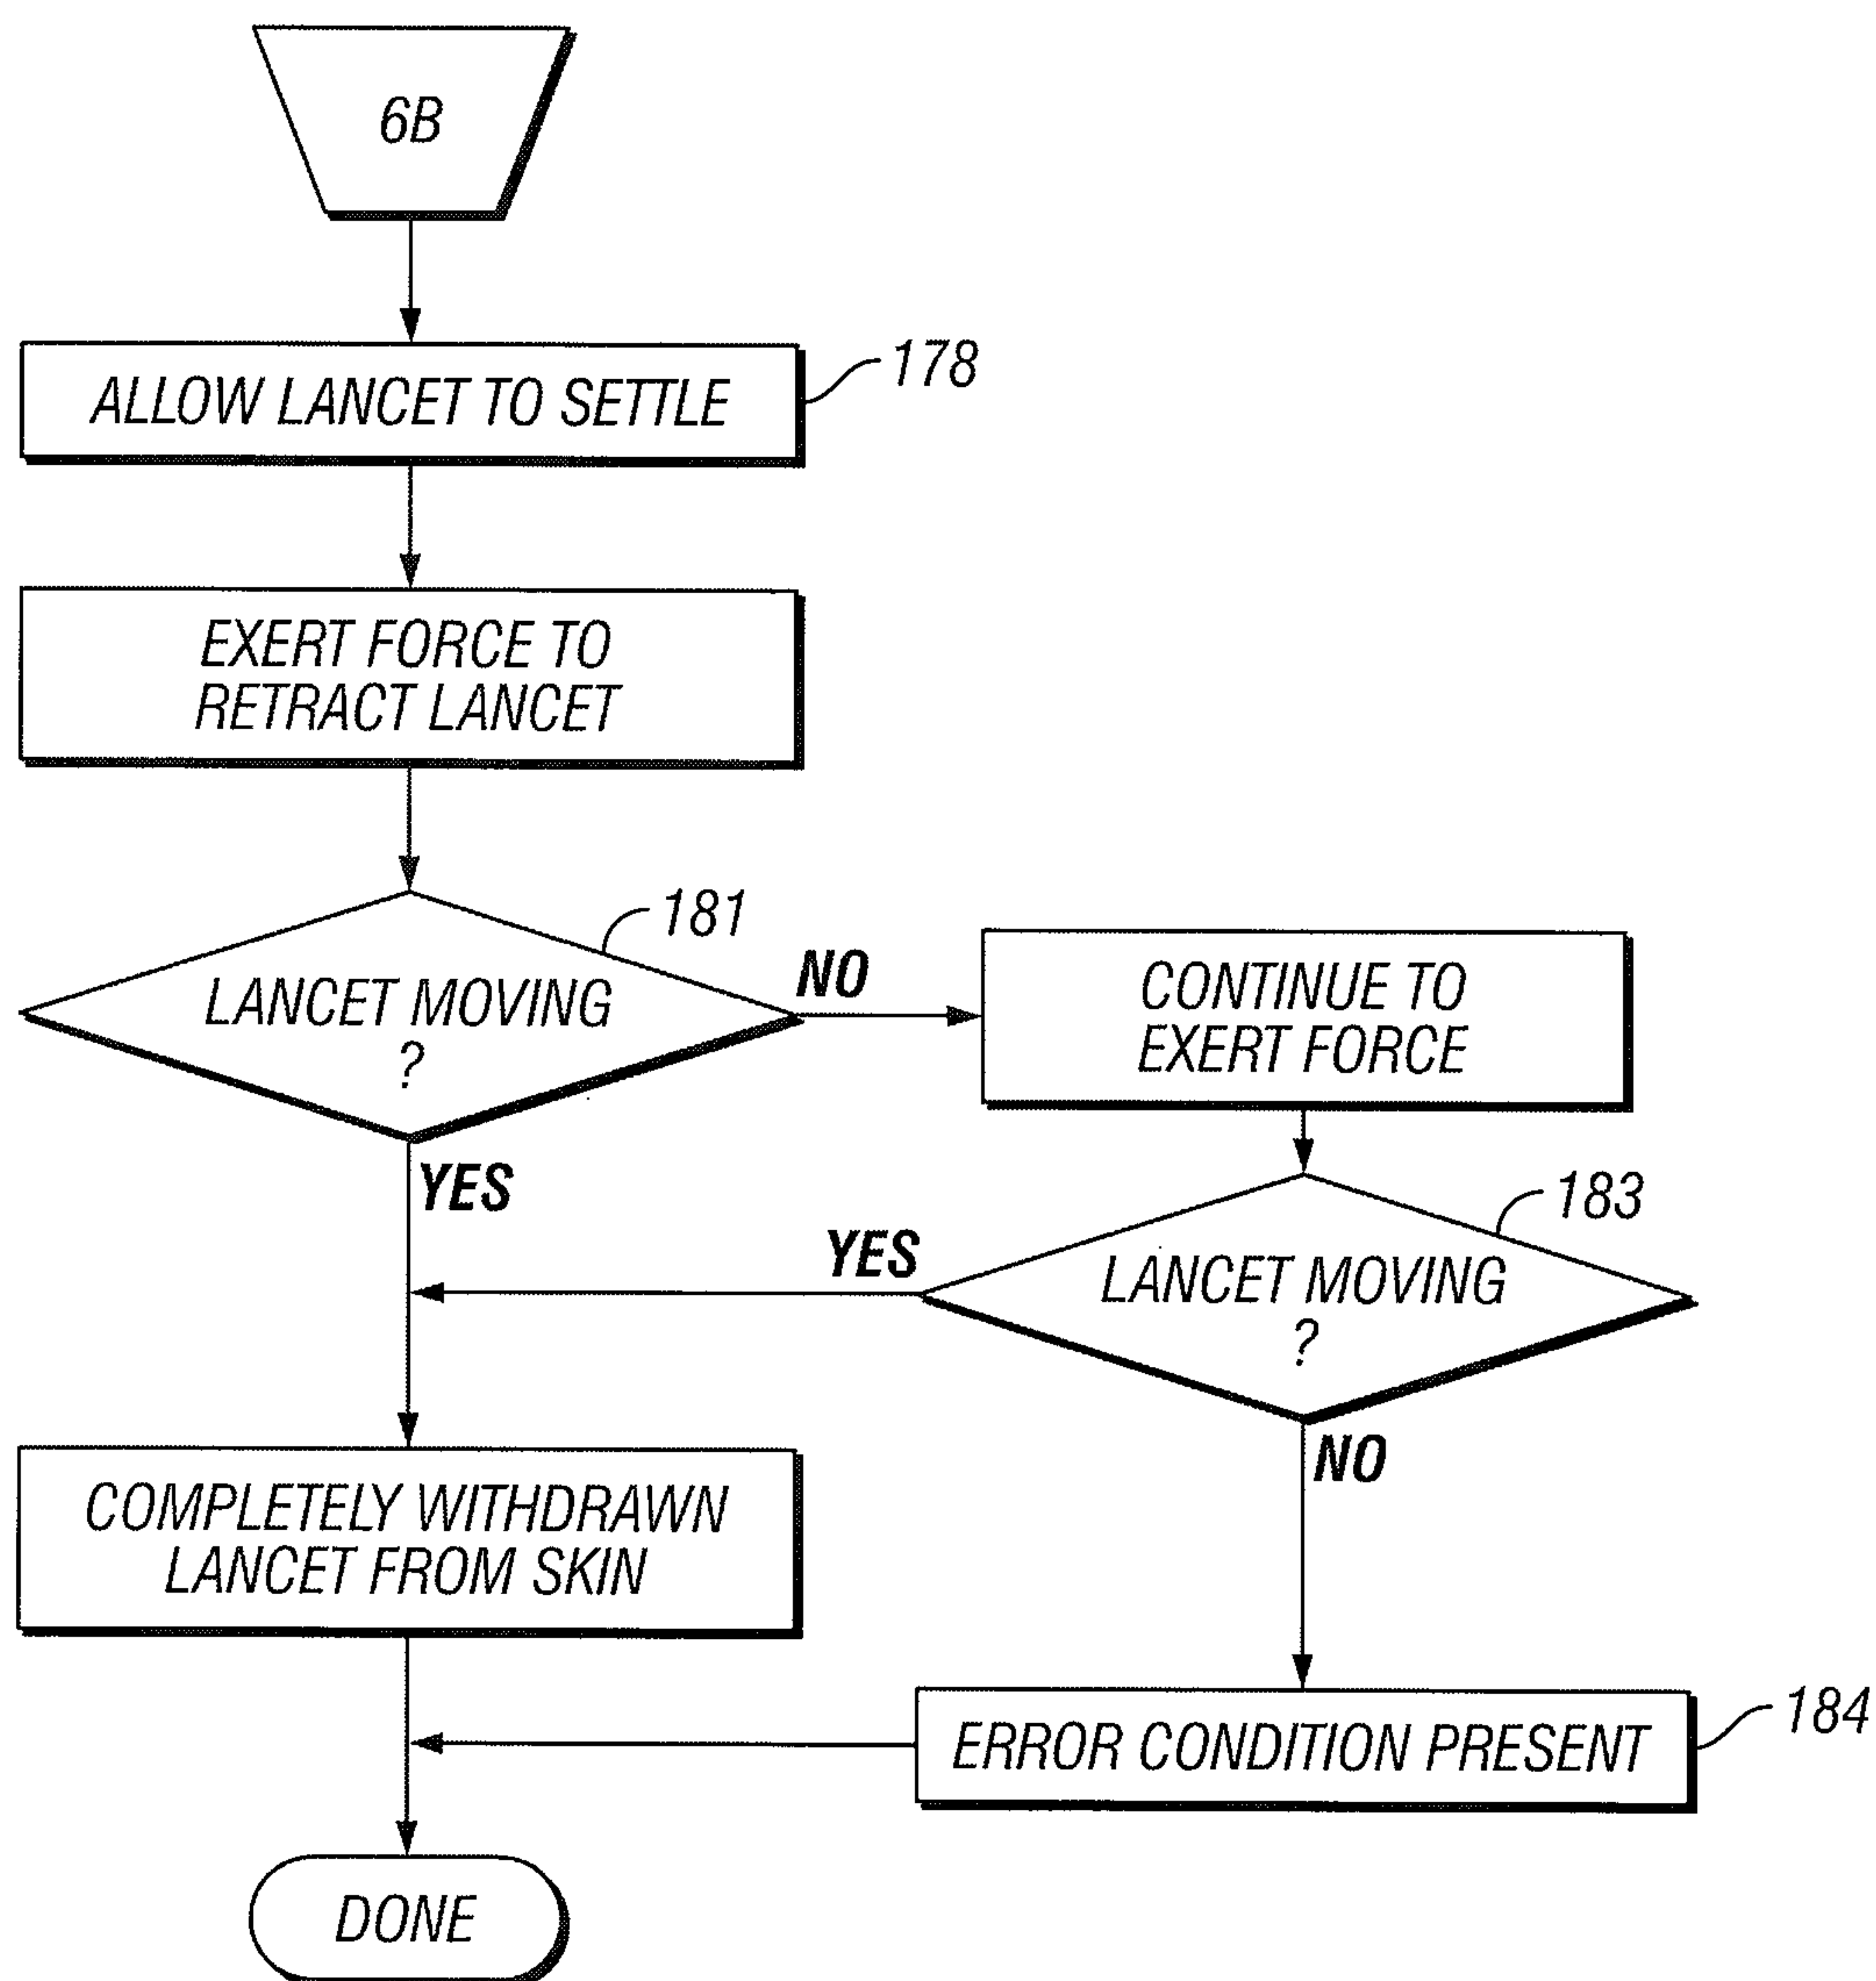 6B
ALLOW LANCET TO SETTLE
178
EXERT FORCE TO
RETRACT LANCET
181
LANCET MOVING
?
NO
YES
CONTINUE TO
EXERT FORCE
183
LANCET MOVING
?
YES
NO
COMPLETELY WITHDRAWN
LANCET FROM SKIN
ERROR CONDITION PRESENT
184
DONE